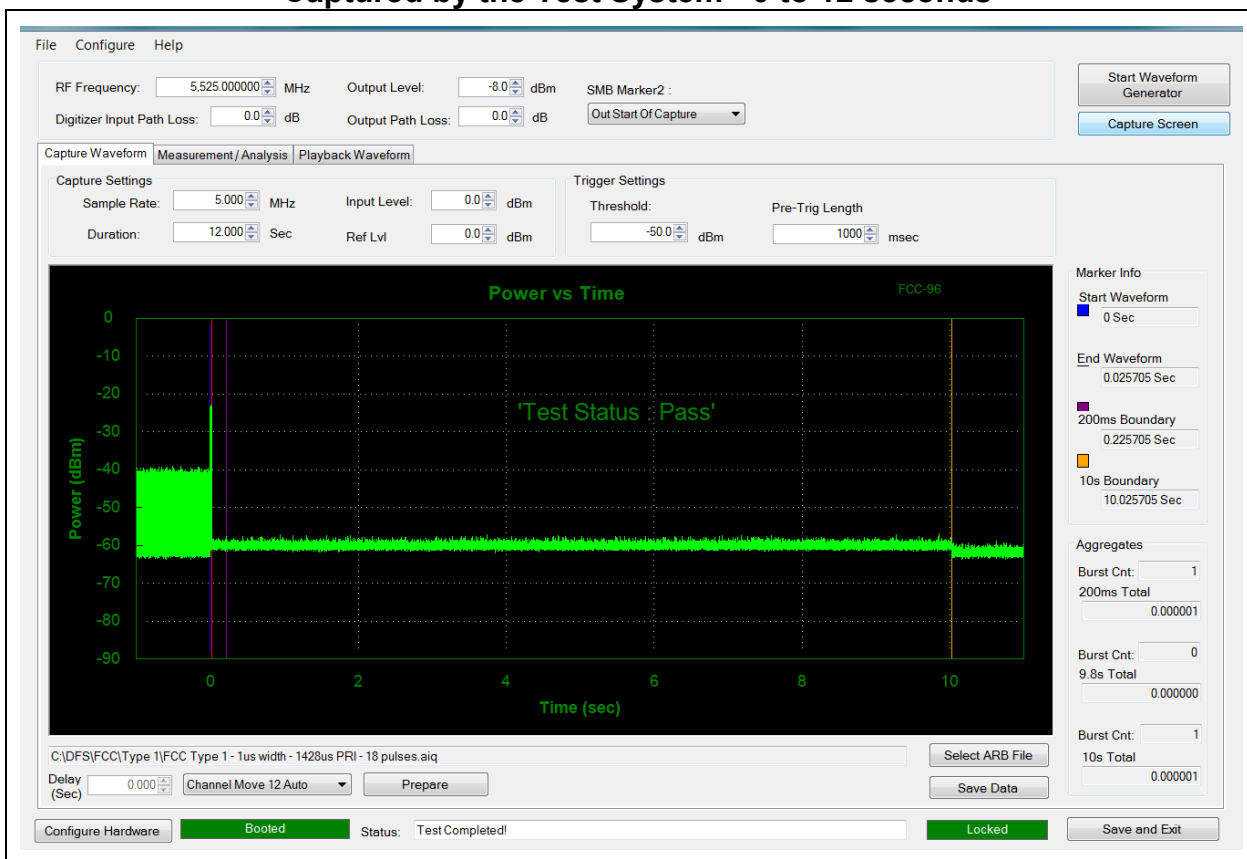 File Configure Help
RF Frequency: 5,525.000000 MHz Output Level: -8.0 dBm SMB Marker2 :
Digitizer Input Path Loss: 0.0 dB Output Path Loss: 0.0 dB Out Start Of Capture
Start Waveform
Generator
Capture Screen
Capture Waveform Measurement / Analysis Playback Waveform
Capture Settings
Sample Rate: 5.000 MHz Input Level: 0.0 dBm
Duration: 12.000 Sec Ref Lvl 0.0 dBm
Trigger Settings
Threshold: Pre-Trig Length
-50.0 dBm 1000 msec
Power vs Time FCC-96
'Test Status : Pass'
Power (dBm)
0
-10
-20
-30
-40
-50
-60
-70
-80
-90
0 2 4 6 8 10
Time (sec)
Marker Info
Start Waveform
0 Sec
End Waveform
0.025705 Sec
200ms Boundary
0.225705 Sec
10s Boundary
10.025705 Sec
Aggregates
Burst Cnt: 1
200ms Total
0.000001
Burst Cnt: 0
9.8s Total
0.000000
Burst Cnt: 1
10s Total
0.000001
C:\DFS\FCC\Type 1\FCC Type 1 - 1us width - 1428us PRI - 18 pulses.aiq Select ARB File
Delay
(Sec) 0.000 Channel Move 12 Auto Prepare Save Data
Configure Hardware Booted Status: Test Completed! Locked Save and Exit